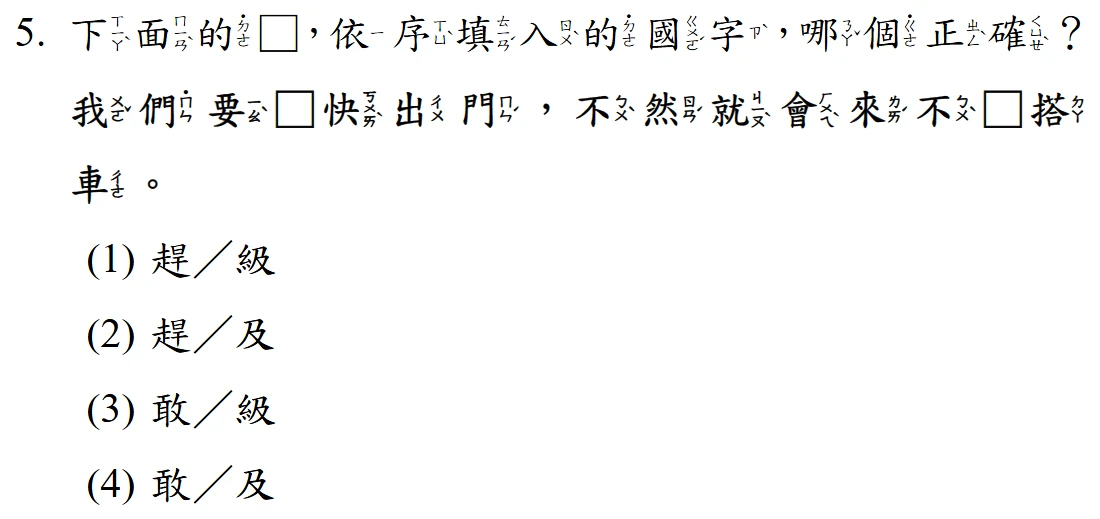 5. 下面的□，依序填入的國字，哪個正確？
我們要□快出門，不然就會來不□搭
車。
(1) 趕／級
(2) 趕／及
(3) 敢／級
(4) 敢／及